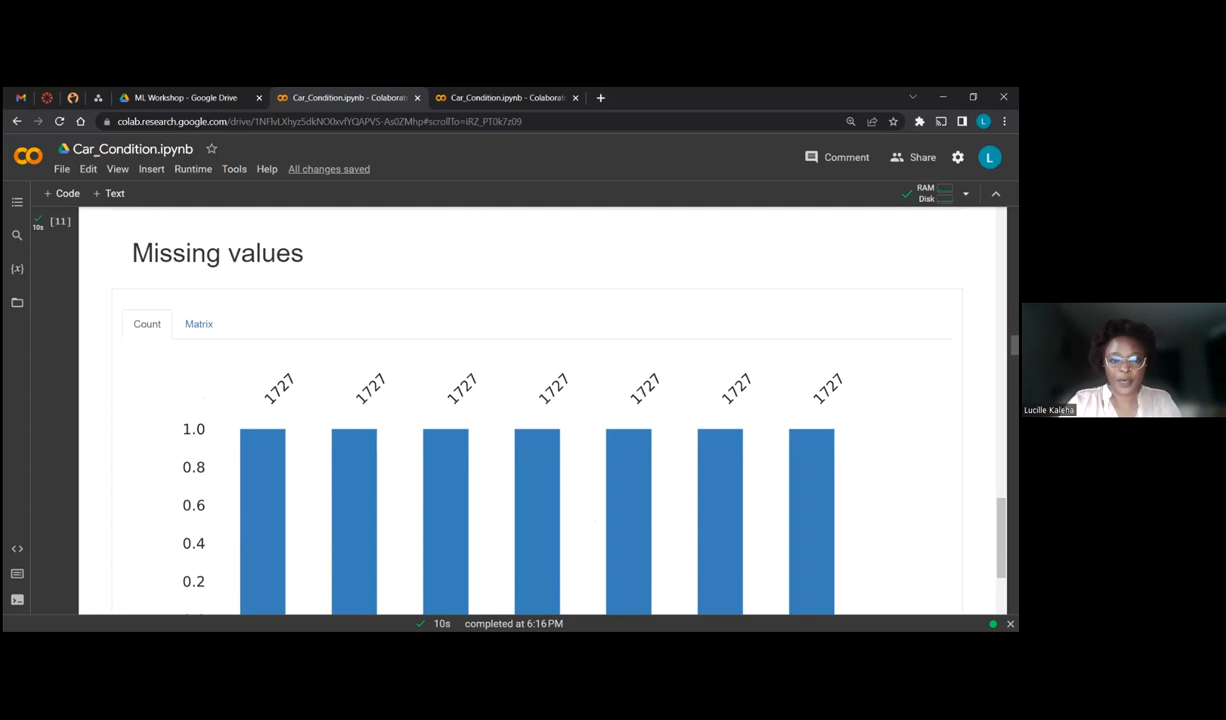 ML Workshop - Google Drive
Car_Condition.ipynb - Colaborat
Car_Condition.ipynb - Colaborat
colab.research.google.com/drive/1NFlvLXhyz5dkNO0xvfYQAPVS-As0ZMhp#scrollTo=iRZ_PT0k7z09
L
Car_Condition.ipynb
Comment
Share
L
File Edit View Insert Runtime Tools Help All changes saved
+ Code + Text
RAM
Disk
10s
[11]
{x}
Missing values
Count Matrix
1727 1727 1727 1727 1727 1727 1727
1.0
0.8
0.6
0.4
0.2
Lucille Kaleha
10s completed at 6:16 PM